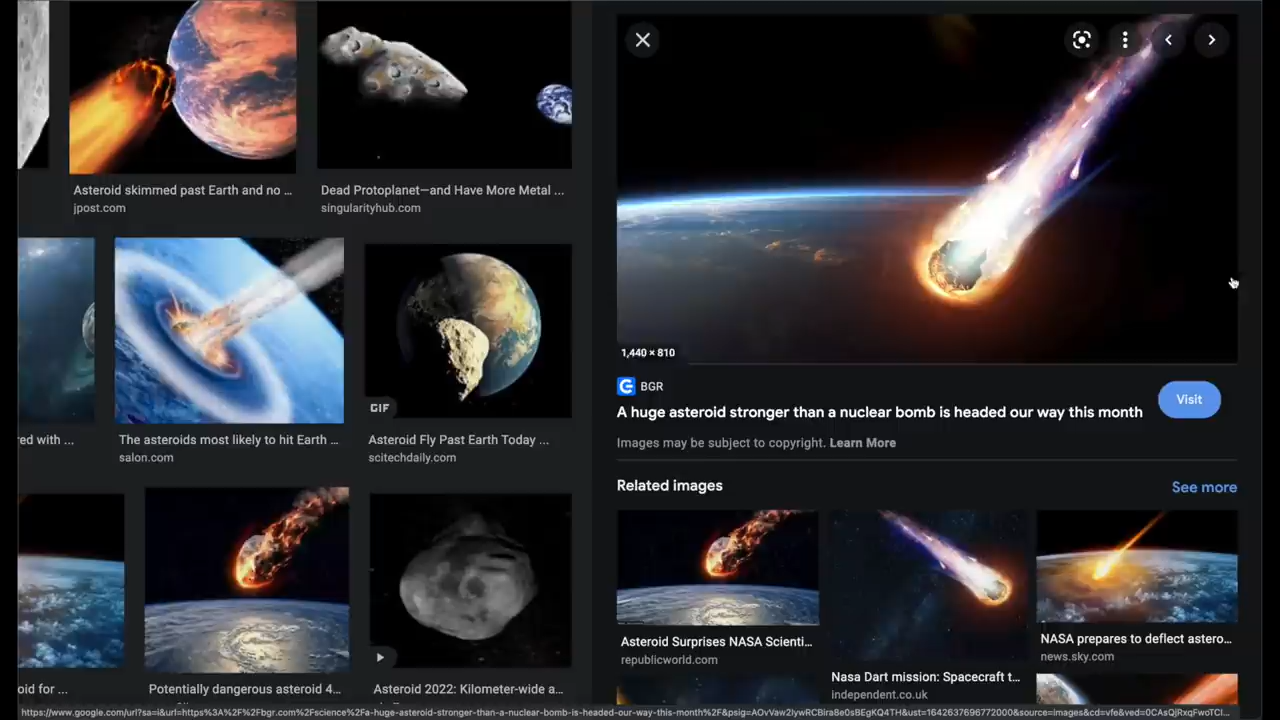 Asteroid skimmed past Earth and no ...
jpost.com
Dead Protoplanet—and Have More Metal ...
singularityhub.com
red with ...
The asteroids most likely to hit Earth ...
salon.com
GIF
Asteroid Fly Past Earth Today ...
scitechdaily.com
oid for ...
Potentially dangerous asteroid 4...
Asteroid 2022: Kilometer-wide a...
1,440 × 810
BGR
A huge asteroid stronger than a nuclear bomb is headed our way this month
Visit
Images may be subject to copyright. Learn More
Related images
See more
Asteroid Surprises NASA Scienti...
republicworld.com
Nasa Dart mission: Spacecraft t...
independent.co.uk
NASA prepares to deflect astero...
news.sky.com